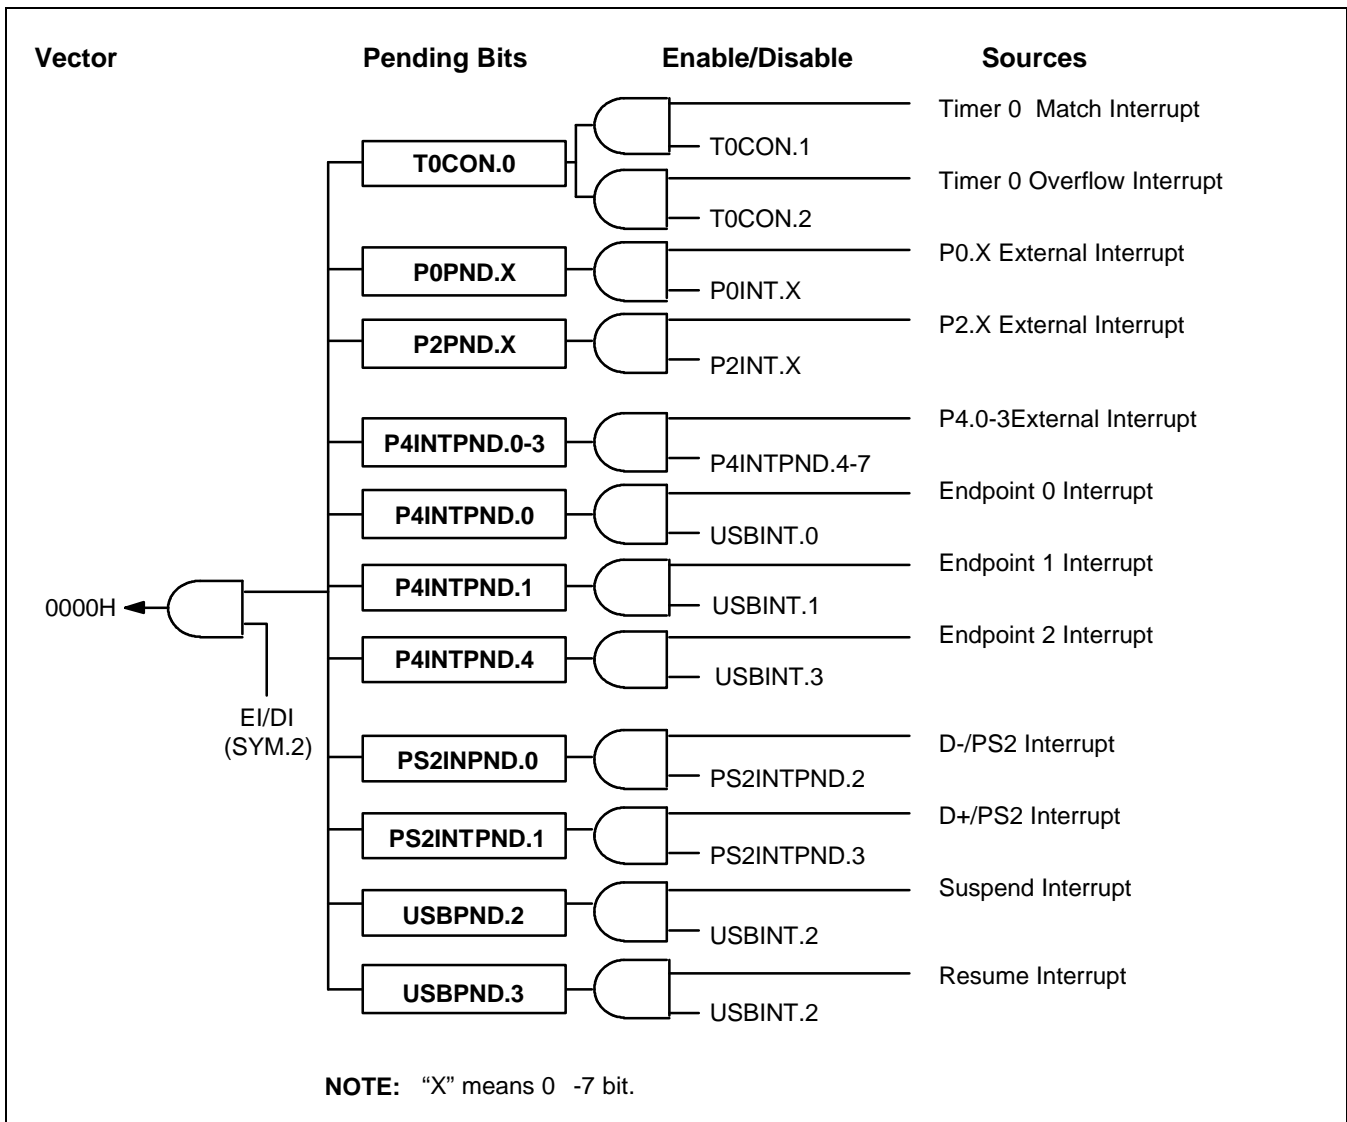 Vector Pending Bits Enable/Disable Sources
Timer 0 Match Interrupt
T0CON.0
T0CON.1
Timer 0 Overflow Interrupt
T0CON.2
P0.X External Interrupt
P0PND.X
P0INT.X
P2.X External Interrupt
P2PND.X
P2INT.X
P4.0-3External Interrupt
P4INTPND.0-3
P4INTPND.4-7
Endpoint 0 Interrupt
P4INTPND.0
USBINT.0
Endpoint 1 Interrupt
P4INTPND.1
USBINT.1
0000H
Endpoint 2 Interrupt
P4INTPND.4
USBINT.3
EI/DI
(SYM.2)
D-/PS2 Interrupt
PS2INPND.0
PS2INTPND.2
D+/PS2 Interrupt
PS2INTPND.1
PS2INTPND.3
Suspend Interrupt
USBPND.2
USBINT.2
Resume Interrupt
USBPND.3
USBINT.2
NOTE: “X” means 0 -7 bit.